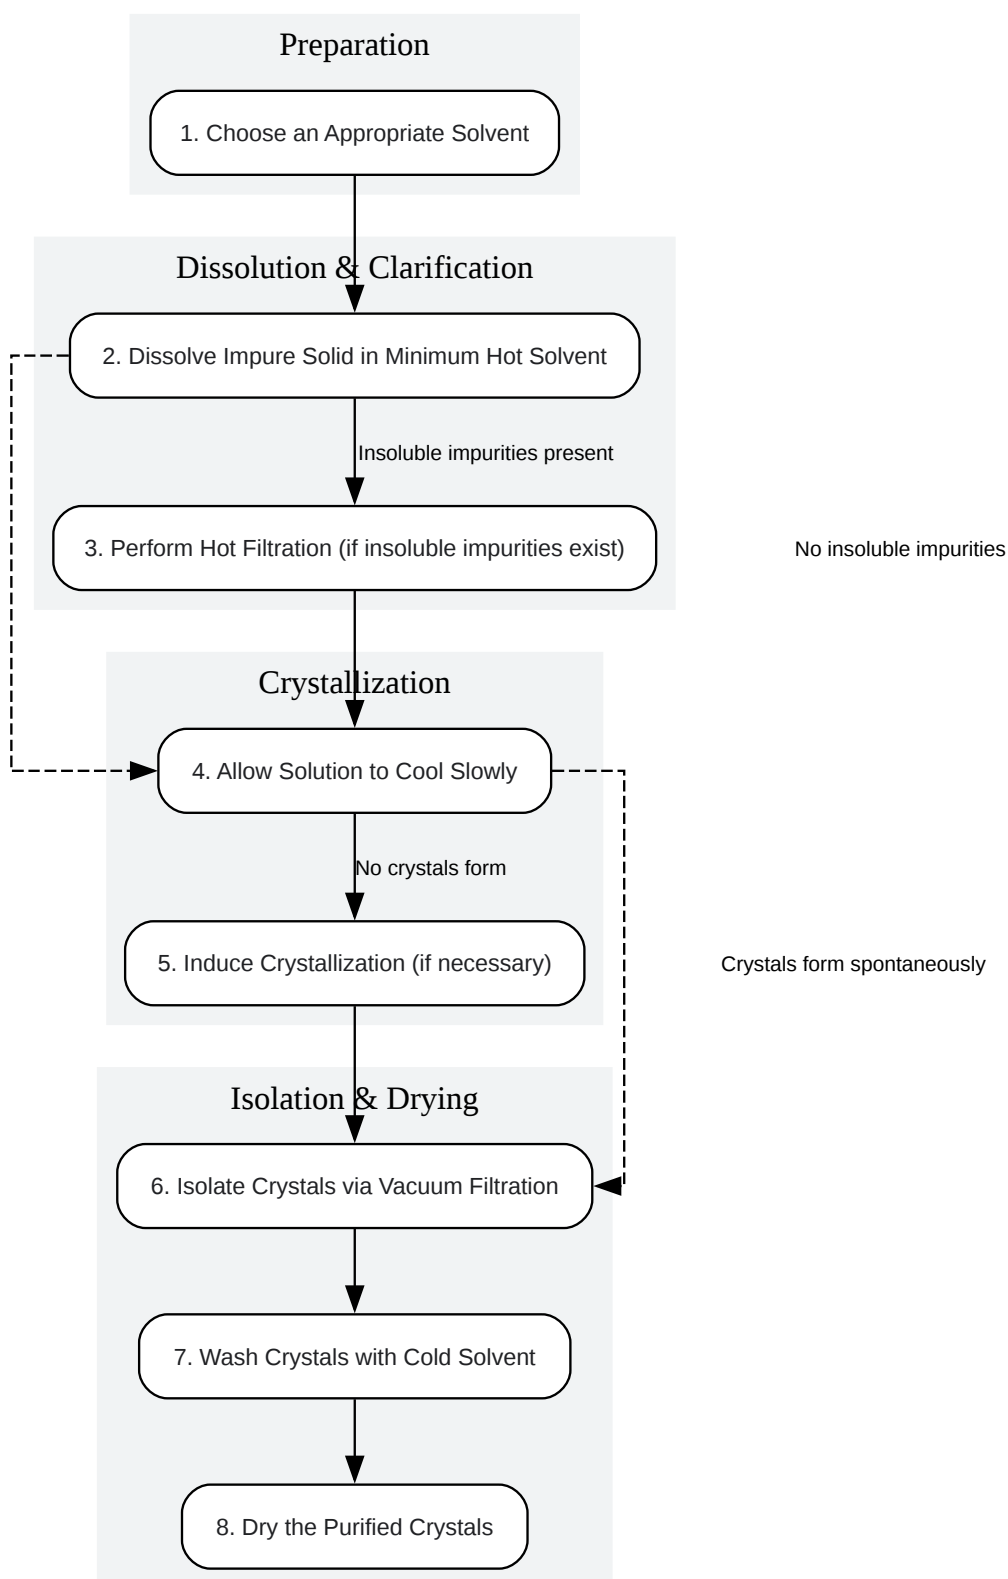 Preparation
1. Choose an Appropriate Solvent
Dissolution & Clarification
2. Dissolve Impure Solid in Minimum Hot Solvent
Insoluble impurities present
3. Perform Hot Filtration (if insoluble impurities exist)
No insoluble impurities
Crystallization
4. Allow Solution to Cool Slowly
No crystals form
5. Induce Crystallization (if necessary)
Crystals form spontaneously
Isolation & Drying
6. Isolate Crystals via Vacuum Filtration
7. Wash Crystals with Cold Solvent
8. Dry the Purified Crystals